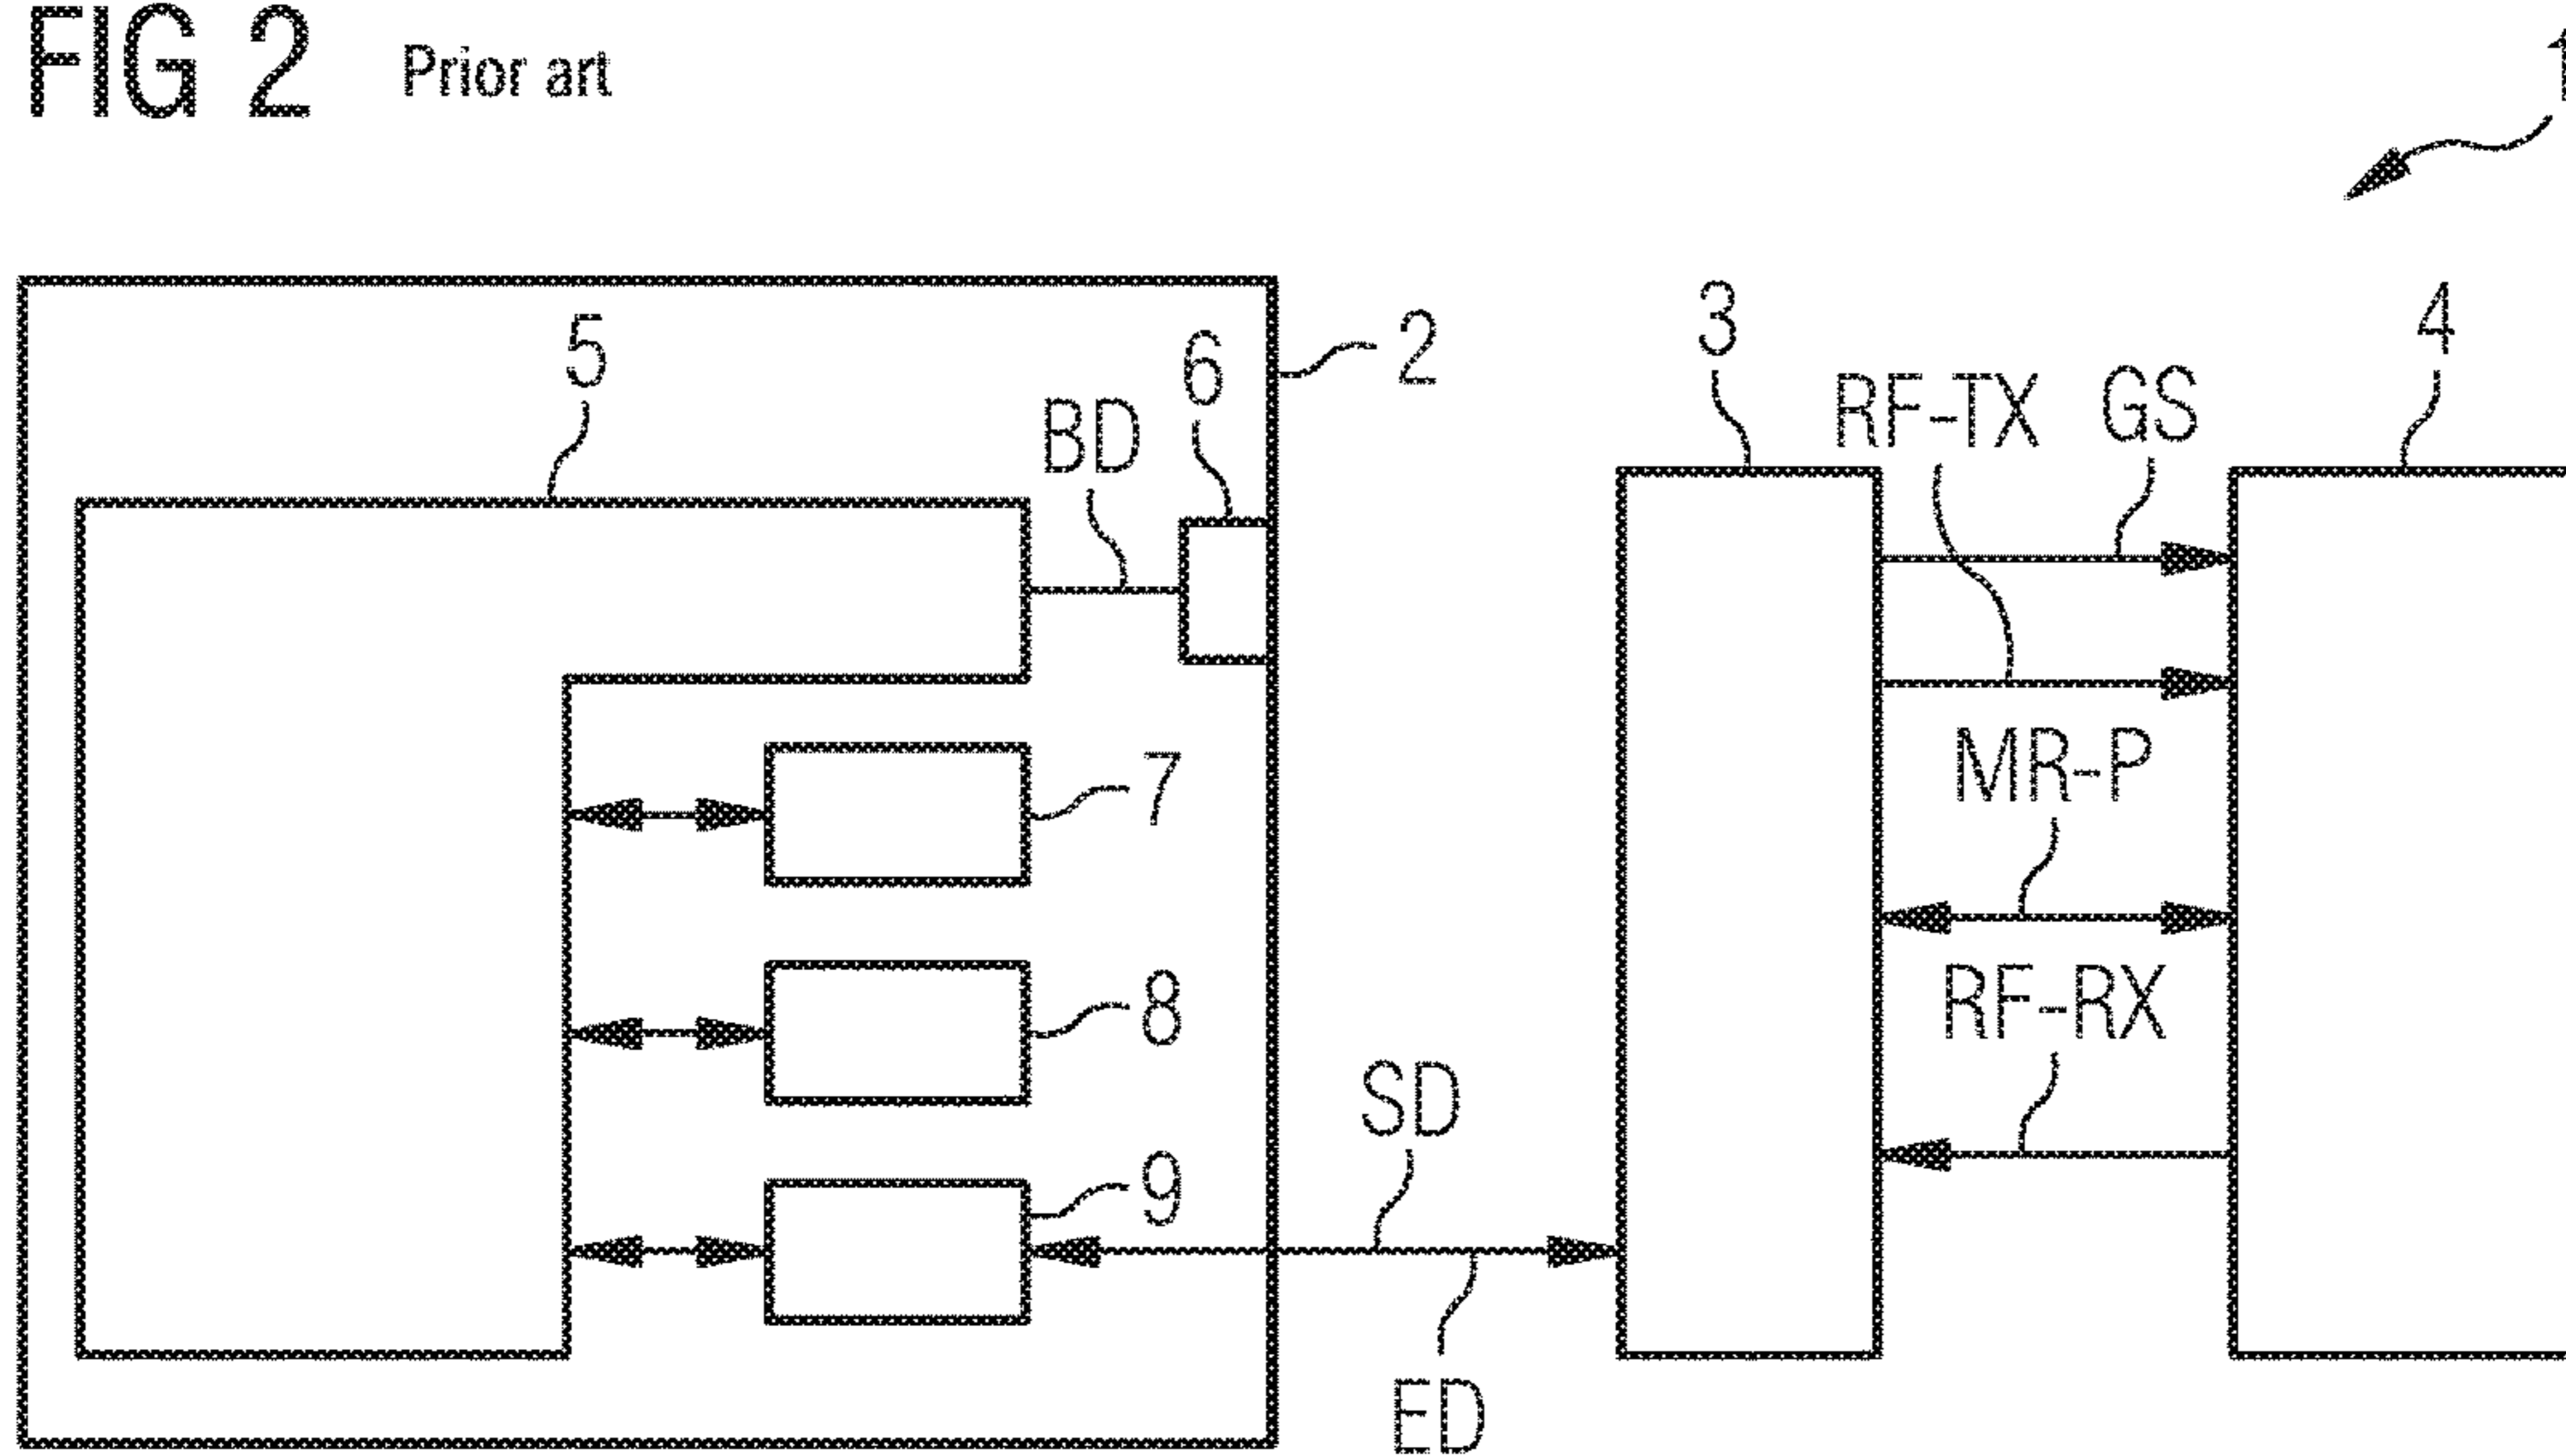 FIG 2 Prior art
1
5
BD
6
2
3
RF-TX
GS
4
7
MR-P
8
RF-RX
SD
9
ED